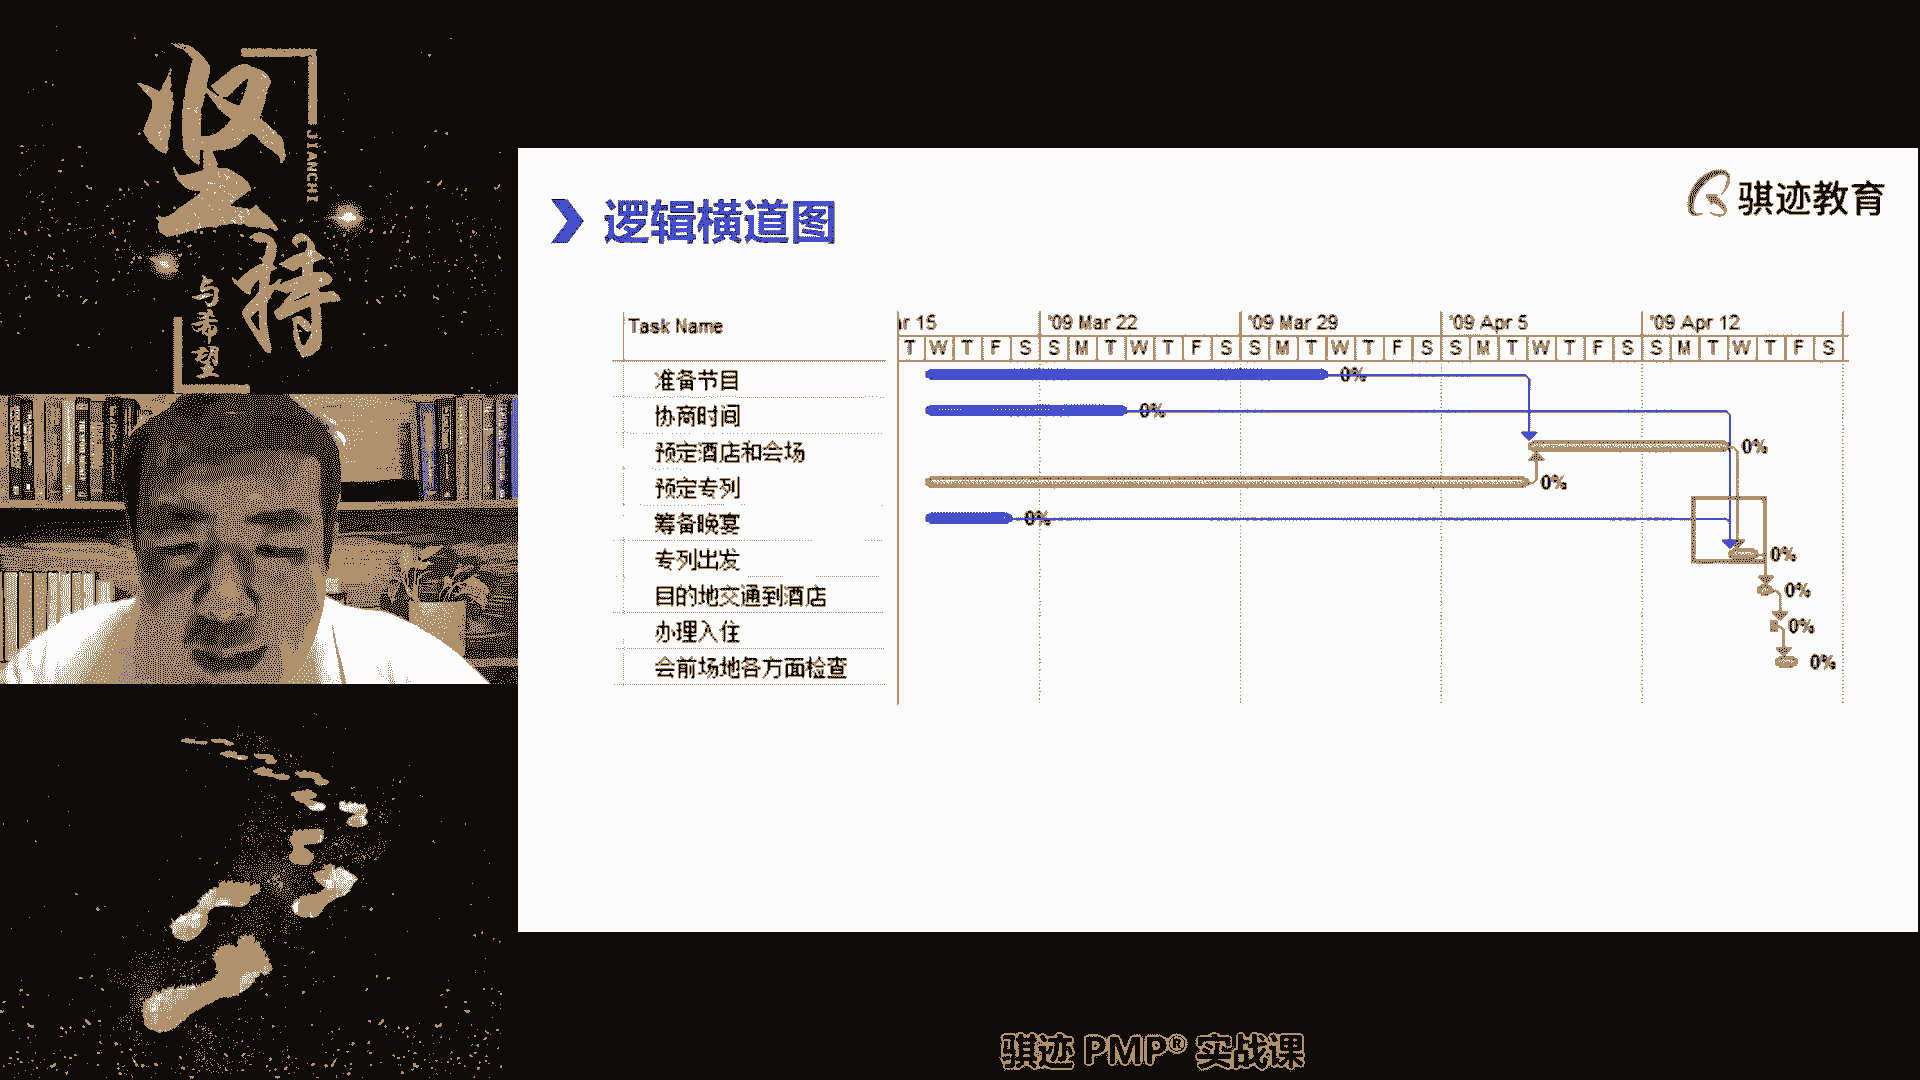 坚持
JIANCHI
与希望
骐迹教育
逻辑横道图
Task Name
r 15 '09 Mar 22 '09 Mar 29 '09 Apr 5 '09 Apr 12
T W T F S S M T W T F S S M T W T F S S M T W T F S S M T W T F S
准备节目 0%
协商时间 0%
预定酒店和会场 0%
预定专列 0%
筹备晚宴 0%
专列出发 0%
目的地交通到酒店 0%
办理入住 0%
会前场地各方面检查 0%
骐迹 PMP® 实战课